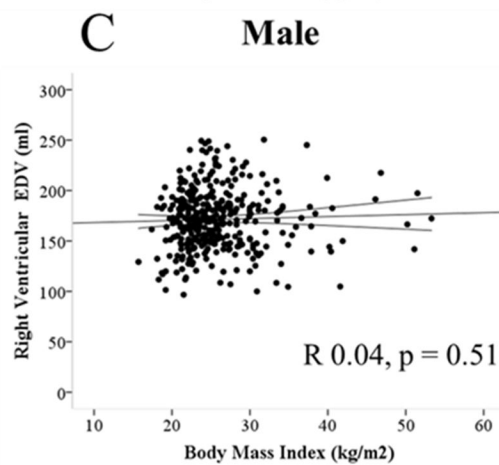 C
Male
300
250
200
150
100
50
0
Right Ventricular EDV (ml)
R 0.04, p = 0.51
10 20 30 40 50 60
Body Mass Index (kg/m2)